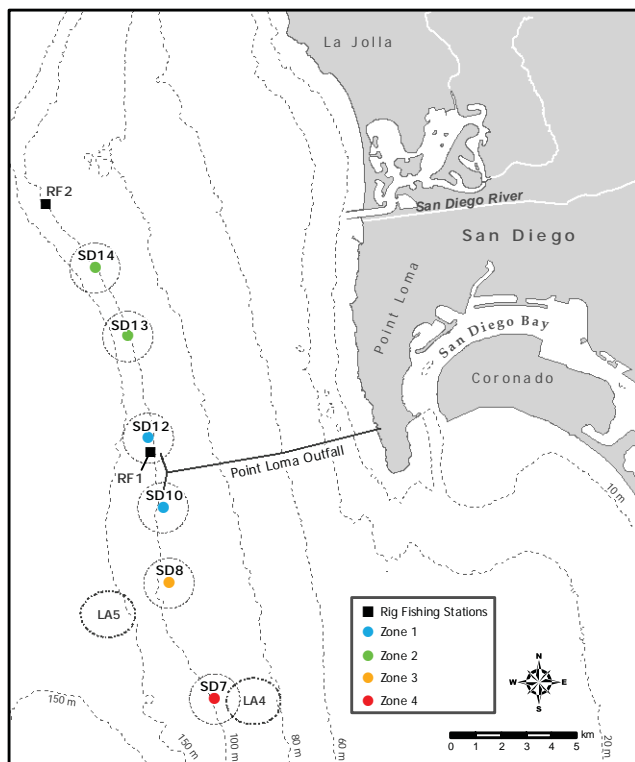 La Jolla
RF2
San Diego River
SD14
San Diego
Point Loma
SD13
San Diego Bay
Coronado
SD12
RF1
Point Loma Outfall
SD10
10 m
SD8
LA5
Rig Fishing Stations
Zone 1
Zone 2
Zone 3
Zone 4
N
W
E
S
SD7
LA4
150 m
150 m
100 m
80 m
60 m
20 m
km
0 1 2 3 4 5